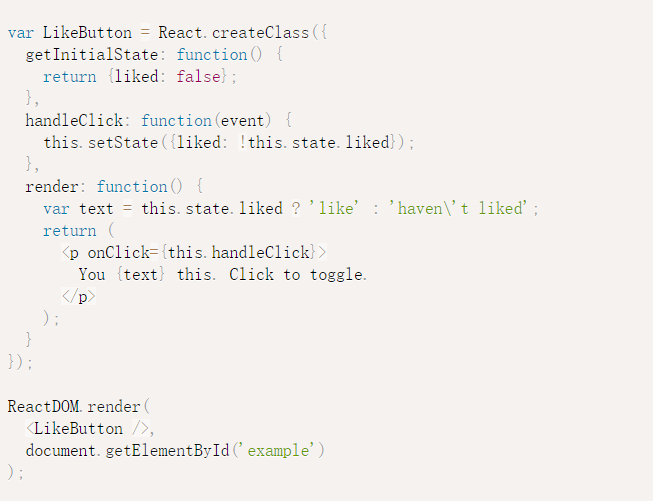 var LikeButton = React.createClass({
  getInitialState: function() {
    return {liked: false};
  },
  handleClick: function(event) {
    this.setState({liked: !this.state.liked});
  },
  render: function() {
    var text = this.state.liked ? 'like' : 'haven\'t liked';
    return (
      <p onClick={this.handleClick}>
        You {text} this. Click to toggle.
      </p>
    );
  }
});

ReactDOM.render(
  <LikeButton />,
  document.getElementById('example')
);